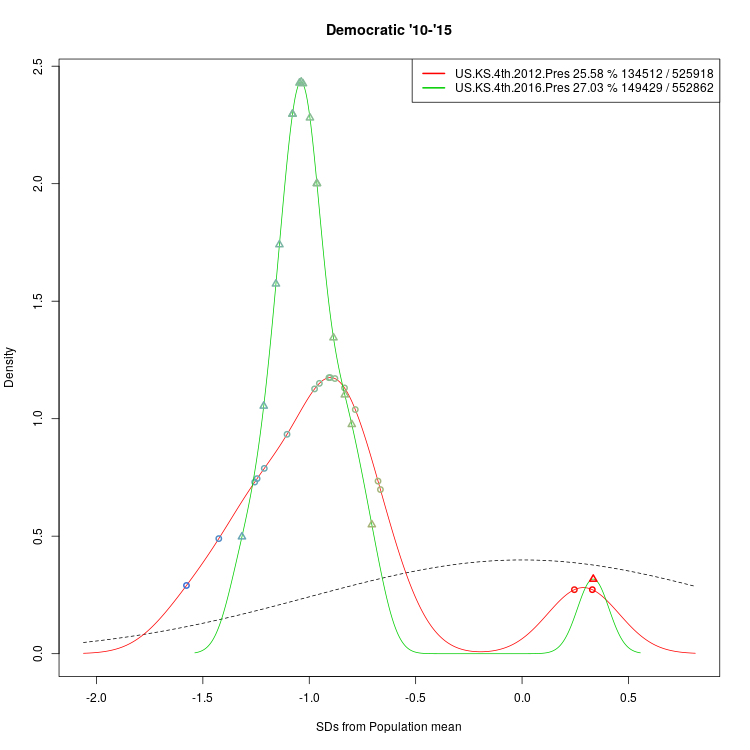 Democratic '10-'15
US.KS.4th.2012.Pres 25.58 % 134512 / 525918
US.KS.4th.2016.Pres 27.03 % 149429 / 552862
Density
2.5
2.0
1.5
1.0
0.5
0.0
-2.0 -1.5 -1.0 -0.5 0.0 0.5
SDs from Population mean